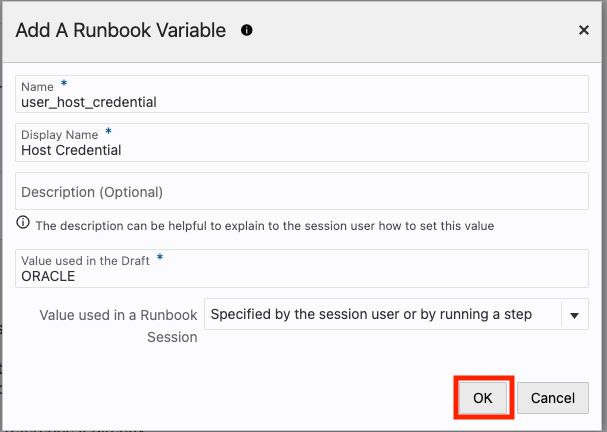 Add A Runbook Variable
Name *
user_host_credential
Display Name *
Host Credential
Description (Optional)
The description can be helpful to explain to the session user how to set this value
Value used in the Draft *
ORACLE
Value used in a Runbook Specified by the session user or by running a step
Session
OK Cancel